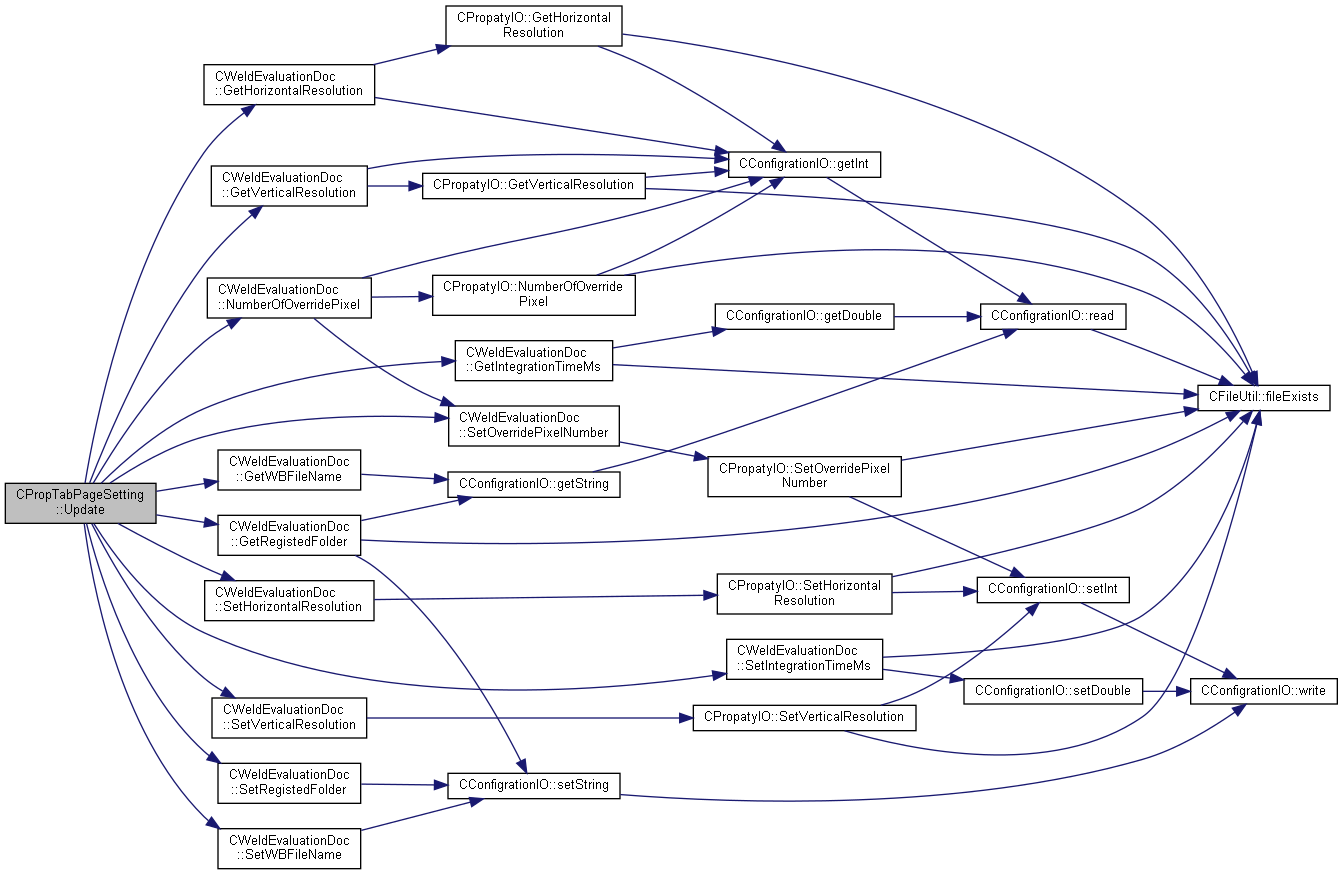 CPropatyIO::GetHorizontal
Resolution
CWeldEvaluationDoc
::GetHorizontalResolution
CConfigrationIO::getInt
CWeldEvaluationDoc
::GetVerticalResolution
CPropatyIO::GetVerticalResolution
CWeldEvaluationDoc
::NumberOfOverridePixel
CPropatyIO::NumberOfOverride
Pixel
CConfigrationIO::getDouble
CConfigrationIO::read
CWeldEvaluationDoc
::GetIntegrationTimeMs
CFileUtil::fileExists
CWeldEvaluationDoc
::SetOverridePixelNumber
CWeldEvaluationDoc
::GetWBFileName
CConfigrationIO::getString
CPropatyIO::SetOverridePixel
Number
CPropTabPageSetting
::Update
CWeldEvaluationDoc
::GetRegistedFolder
CWeldEvaluationDoc
::SetHorizontalResolution
CPropatyIO::SetHorizontal
Resolution
CConfigrationIO::setInt
CWeldEvaluationDoc
::SetIntegrationTimeMs
CConfigrationIO::setDouble
CConfigrationIO::write
CWeldEvaluationDoc
::SetVerticalResolution
CPropatyIO::SetVerticalResolution
CWeldEvaluationDoc
::SetRegistedFolder
CConfigrationIO::setString
CWeldEvaluationDoc
::SetWBFileName